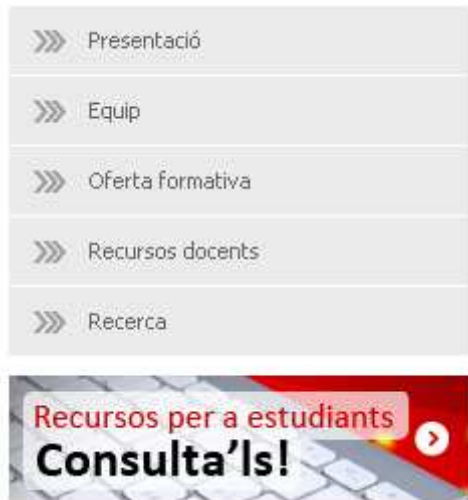 Presentació
Equip
Oferta formativa
Recursos docents
Recerca
Recursos per a estudiants
Consulta'ls!